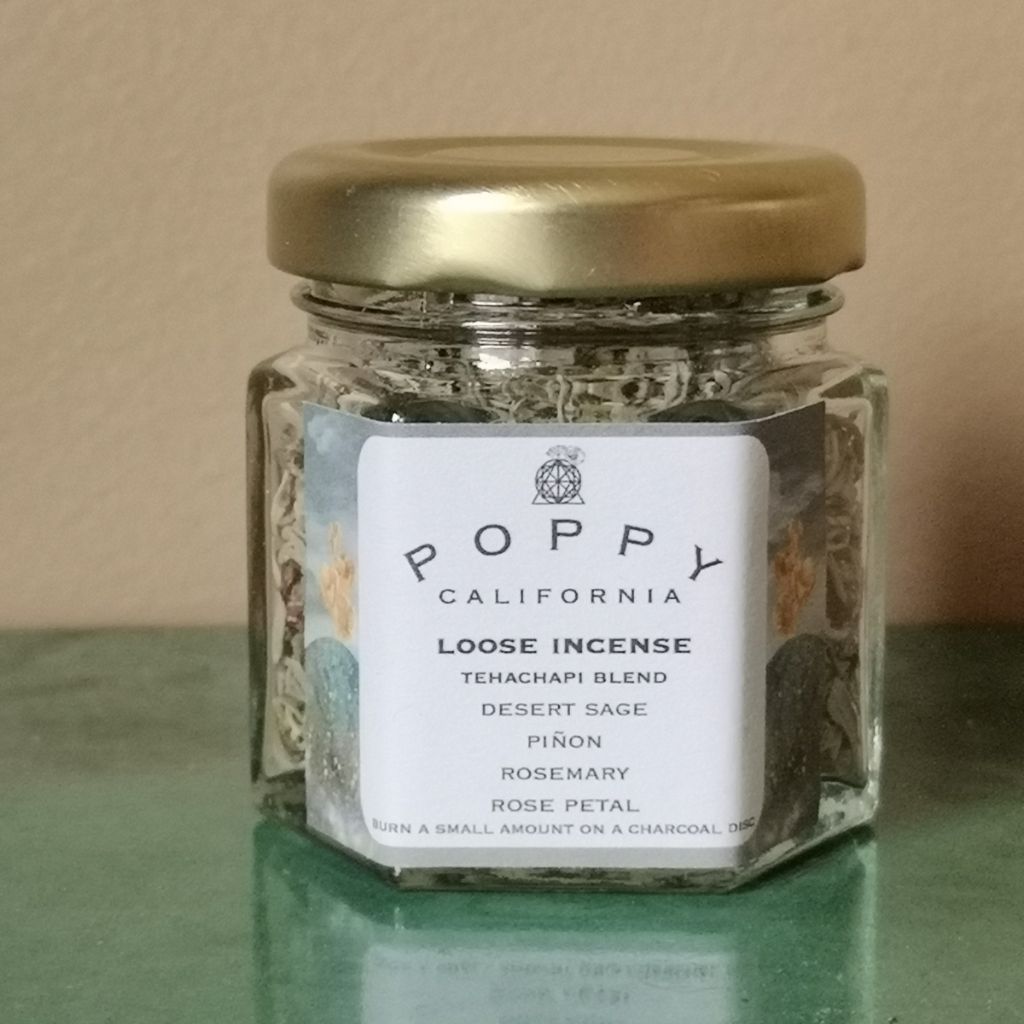 POPPY
CALIFORNIA
LOOSE INCENSE
TEHACHAPI BLEND
DESERT SAGE
PIÑON
ROSEMARY
ROSE PETAL
BURN A SMALL AMOUNT ON A CHARCOAL DISC